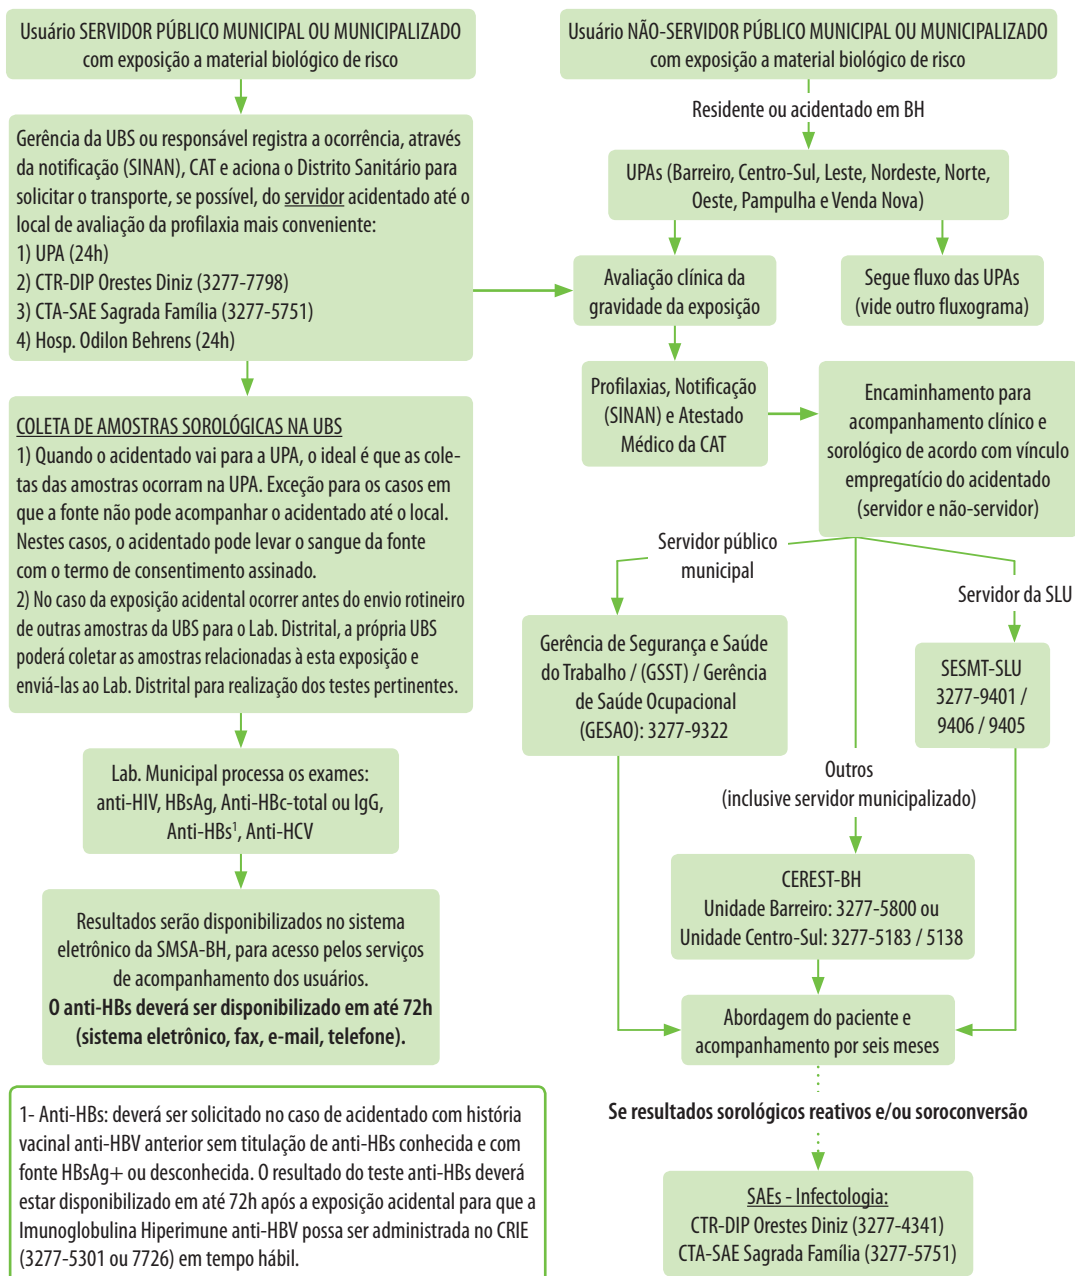 Usuário SERVIDOR PÚBLICO MUNICIPAL OU MUNICIPALIZADO
com exposição a material biológico de risco
Gerência da UBS ou responsável registra a ocorrência, através
da notificação (SINAN), CAT e aciona o Distrito Sanitário para
solicitar o transporte, se possível, do servidor acidentado até o
local de avaliação da profilaxia mais conveniente:
1) UPA (24h)
2) CTR-DIP Orestes Diniz (3277-7798)
3) CTA-SAE Sagrada Família (3277-5751)
4) Hosp. Odilon Behrens (24h)
COLETA DE AMOSTRAS SOROLÓGICAS NA UBS
1) Quando o acidentado vai para a UPA, o ideal é que as cole-
tas das amostras ocorram na UPA. Exceção para os casos em
que a fonte não pode acompanhar o acidentado até o local.
Nestes casos, o acidentado pode levar o sangue da fonte
com o termo de consentimento assinado.
2) No caso da exposição acidental ocorrer antes do envio rotineiro
de outras amostras da UBS para o Lab. Distrital, a própria UBS
poderá coletar as amostras relacionadas à esta exposição e
enviá-las ao Lab. Distrital para realização dos testes pertinentes.
Lab. Municipal processa os exames:
anti-HIV, HBsAg, Anti-HBc-total ou IgG,
Anti-HBs¹, Anti-HCV
Resultados serão disponibilizados no sistema
eletrônico da SMSA-BH, para acesso pelos serviços
de acompanhamento dos usuários.
O anti-HBs deverá ser disponibilizado em até 72h
(sistema eletrônico, fax, e-mail, telefone).
1- Anti-HBs: deverá ser solicitado no caso de acidentado com história
vacinal anti-HBV anterior sem titulação de anti-HBs conhecida e com
fonte HBsAg+ ou desconhecida. O resultado do teste anti-HBs deverá
estar disponibilizado em até 72h após a exposição acidental para que a
Imunoglobulina Hiperimune anti-HBV possa ser administrada no CRIE
(3277-5301 ou 7726) em tempo hábil.
Usuário NÃO-SERVIDOR PÚBLICO MUNICIPAL OU MUNICIPALIZADO
com exposição a material biológico de risco
Residente ou acidentado em BH
UPAs (Barreiro, Centro-Sul, Leste, Nordeste, Norte,
Oeste, Pampulha e Venda Nova)
Avaliação clínica da
gravidade da exposição
Segue fluxo das UPAs
(vide outro fluxograma)
Profilaxias, Notificação
(SINAN) e Atestado
Médico da CAT
Encaminhamento para
acompanhamento clínico e
sorológico de acordo com vínculo
empregatício do acidentado
(servidor e não-servidor)
Servidor público
municipal
Servidor da SLU
Gerência de Segurança e Saúde
do Trabalho / (GSST) / Gerência
de Saúde Ocupacional
(GESAO): 3277-9322
SESMT-SLU
3277-9401 /
9406 / 9405
Outros
(inclusive servidor municipalizado)
CEREST-BH
Unidade Barreiro: 3277-5800 ou
Unidade Centro-Sul: 3277-5183 / 5138
Abordagem do paciente e
acompanhamento por seis meses
Se resultados sorológicos reativos e/ou soroconversão
SAEs - Infectologia:
CTR-DIP Orestes Diniz (3277-4341)
CTA-SAE Sagrada Família (3277-5751)